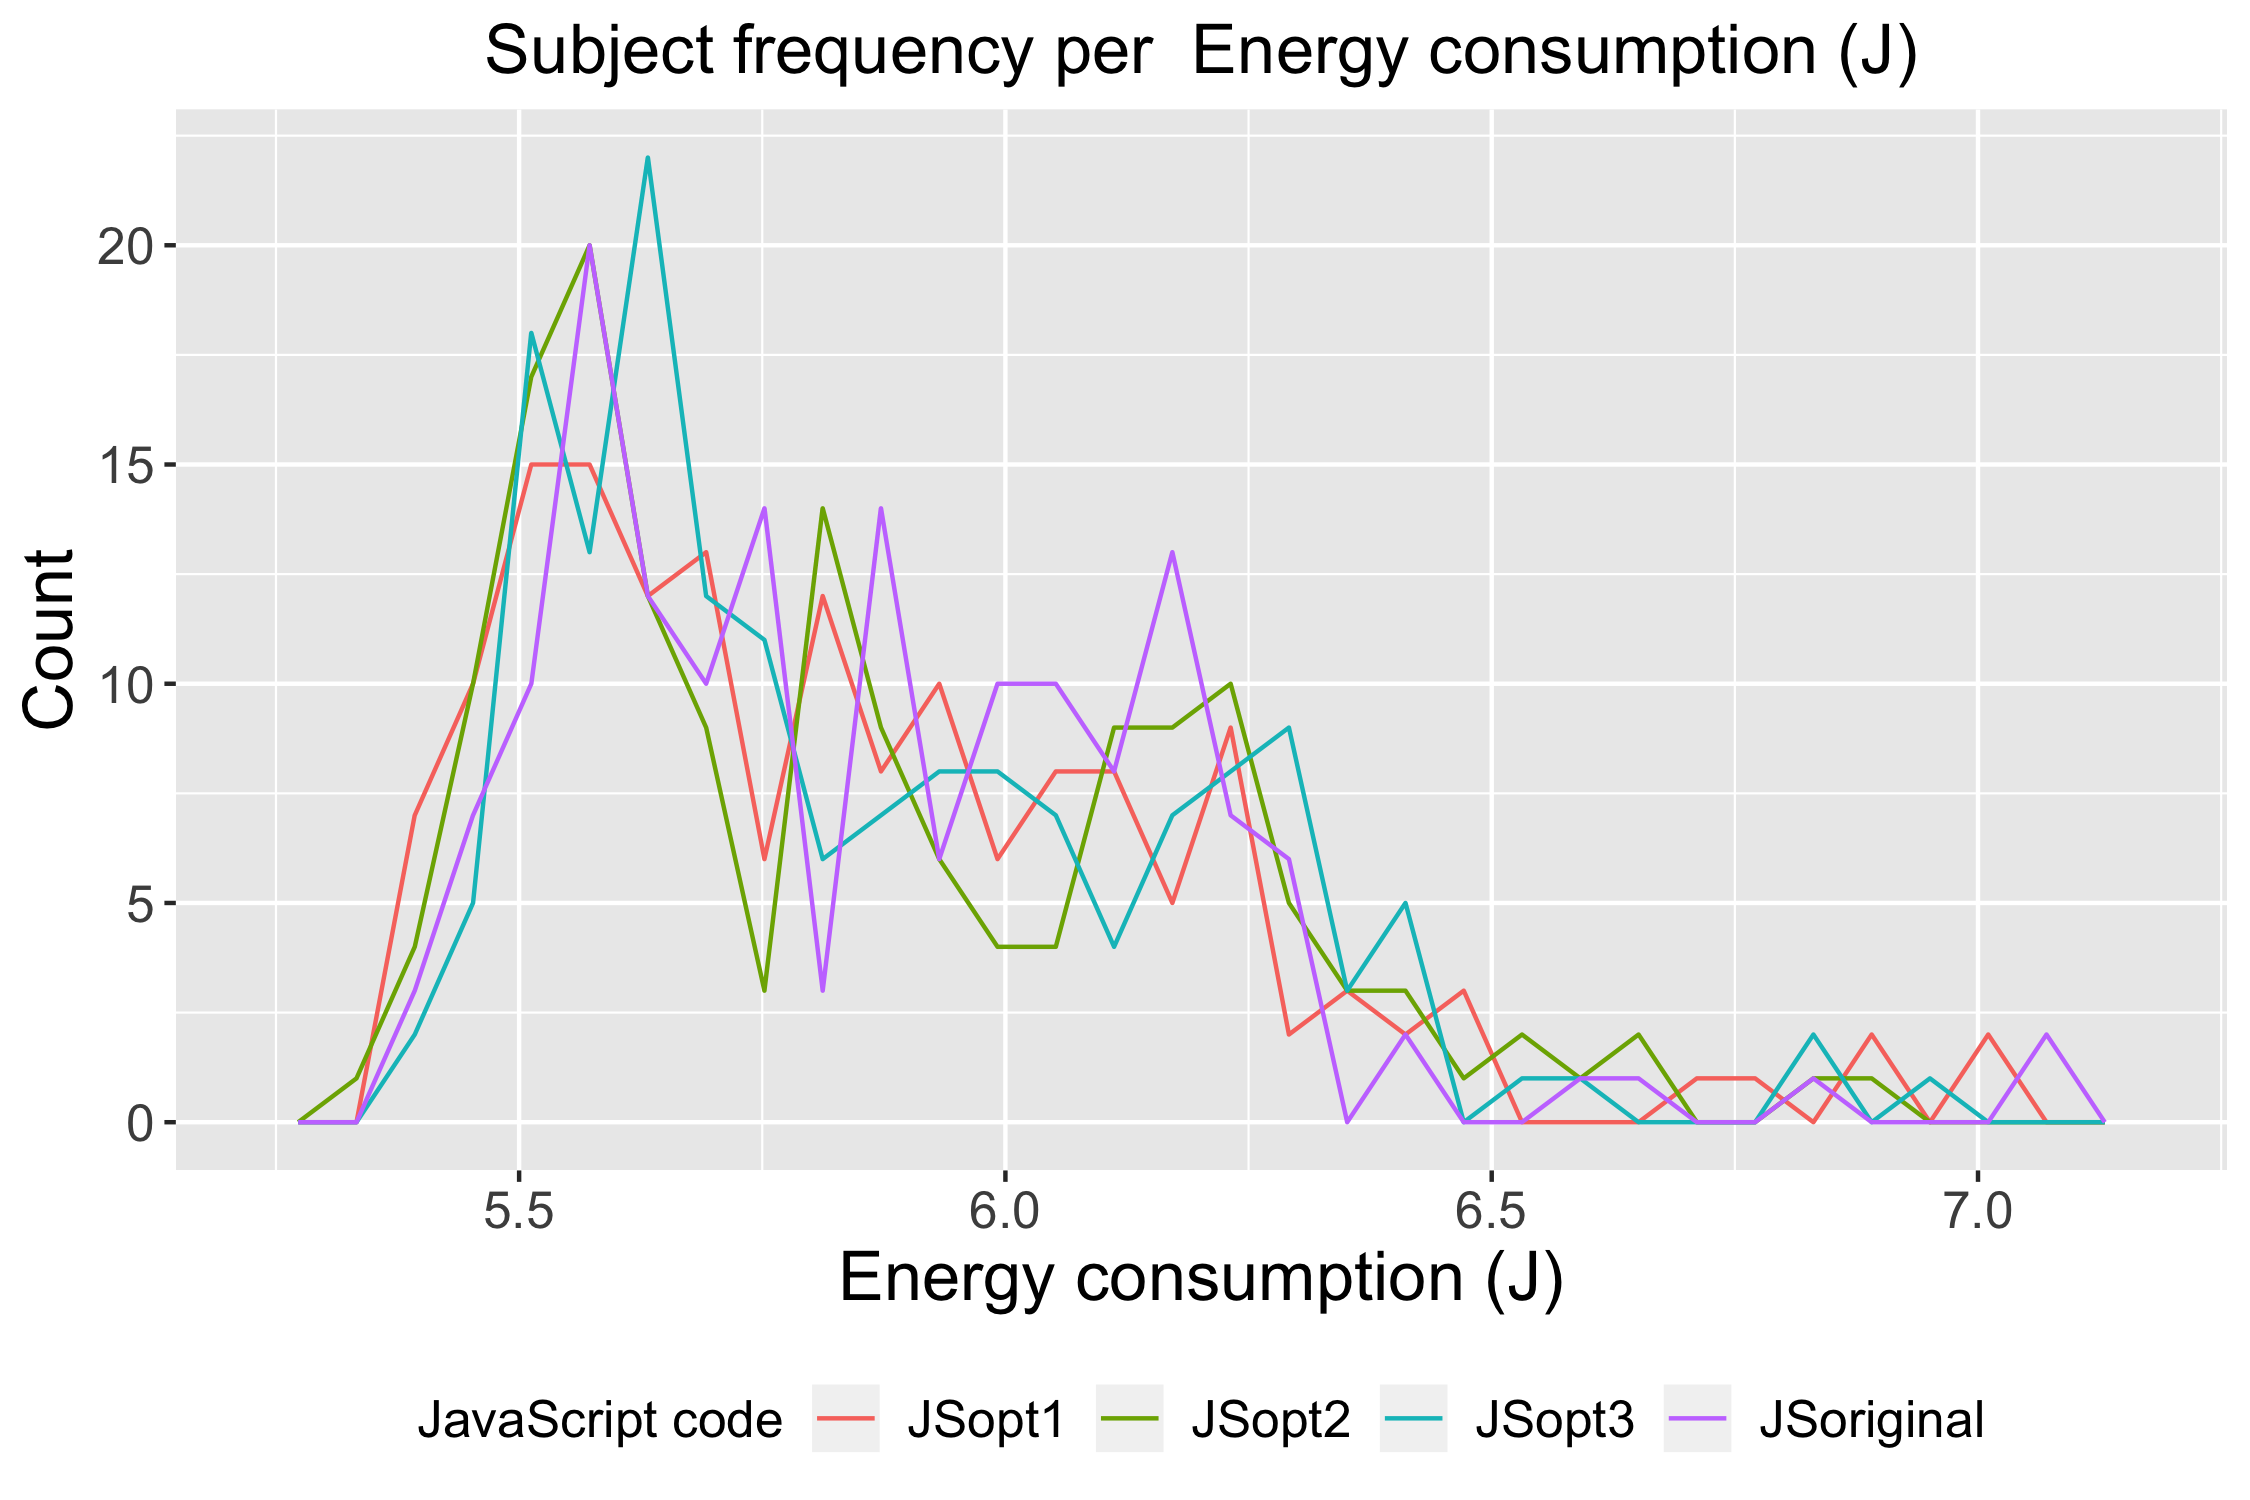 Subject frequency per  Energy consumption (J)
Count
20
15
10
5
0
5.5 6.0 6.5 7.0
Energy consumption (J)
JavaScript code JSopt1 JSopt2 JSopt3 JSoriginal